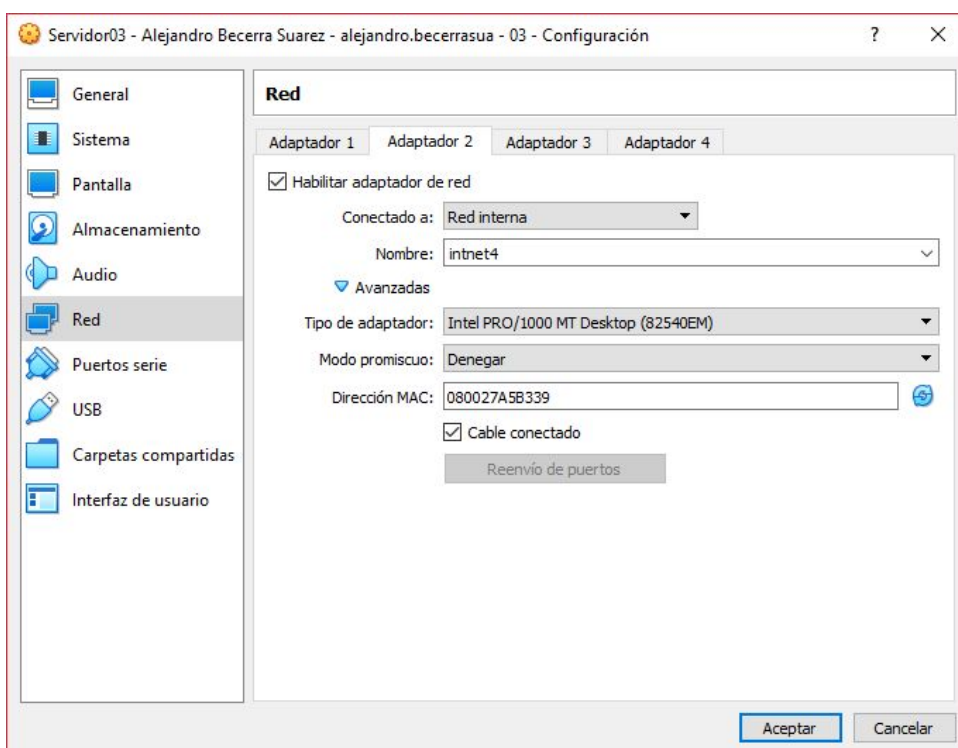 Servidor03 - Alejandro Becerra Suarez - alejandro.becerrasua - 03 - Configuración ?
General
Sistema
Pantalla
Almacenamiento
Audio
Red
Puertos serie
USB
Carpetas compartidas
Interfaz de usuario
Red
Adaptador 1 Adaptador 2 Adaptador 3 Adaptador 4
Habilitar adaptador de red
Conectado a: Red interna
Nombre: intnet4
Avanzadas
Tipo de adaptador: Intel PRO/1000 MT Desktop (82540EM)
Modo promiscuo: Denegar
Dirección MAC: 080027A5B339
Cable conectado
Reenvío de puertos
Aceptar Cancelar